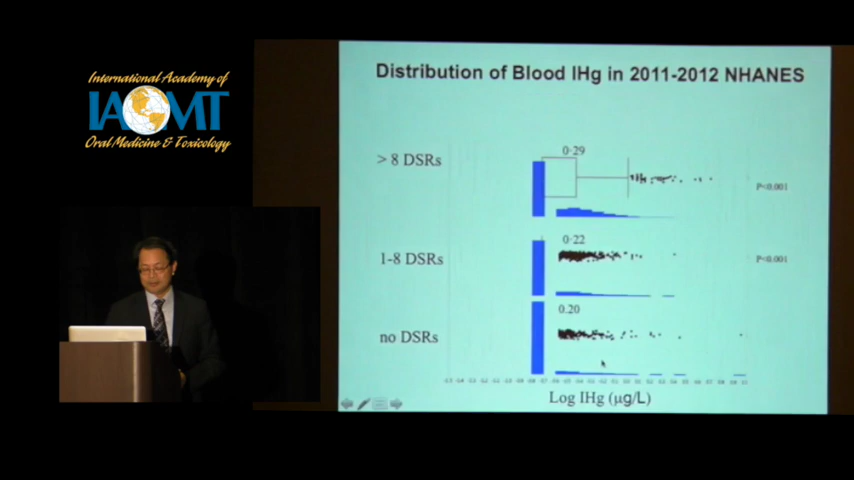 International Academy of
IAOMT
Oral Medicine & Toxicology
Distribution of Blood IHg in 2011-2012 NHANES
> 8 DSRs
0·29
P<0.001
1-8 DSRs
0·22
P<0.001
no DSRs
0.20
Log IHg (μg/L)